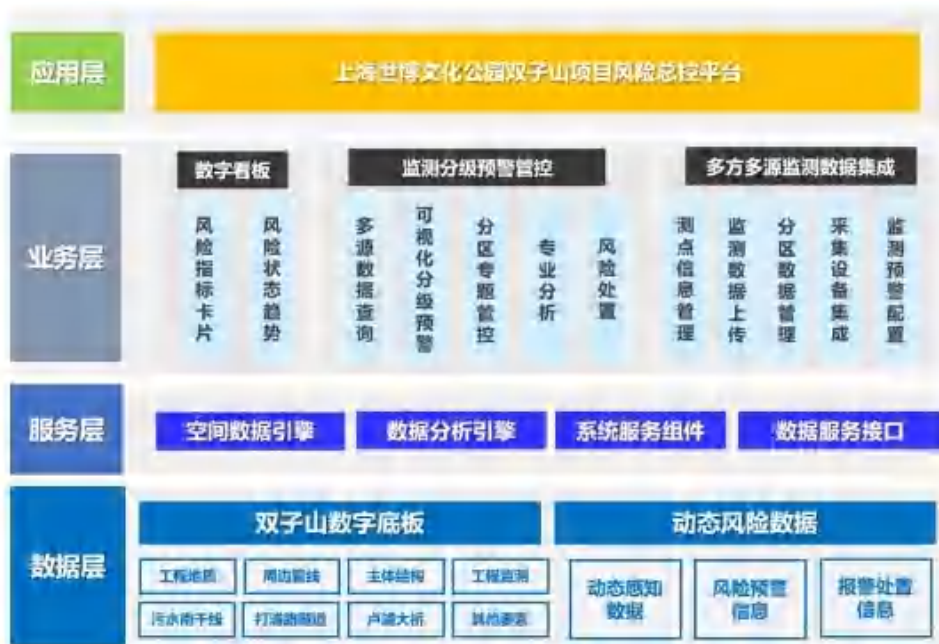 应用层
上海世博文化公园双子山项目风险总控平台
业务层
数字看板
风险指标卡片
风险状态趋势
监测分级预警管控
多源数据查询
可视化分级预警
分区专题管控
专业分析
风险处置
多方多源监测数据集成
测点信息管理
监测数据上传
分区数据管理
采集设备集成
监测预警配置
服务层
空间数据引擎
数据分析引擎
系统服务组件
数据服务接口
数据层
双子山数字底板
工程地质
周边管线
主体结构
工程监测
污水南干线
打浦路隧道
卢浦大桥
其他要素
动态风险数据
动态感知
数据
风险预警
信息
报警处置
信息